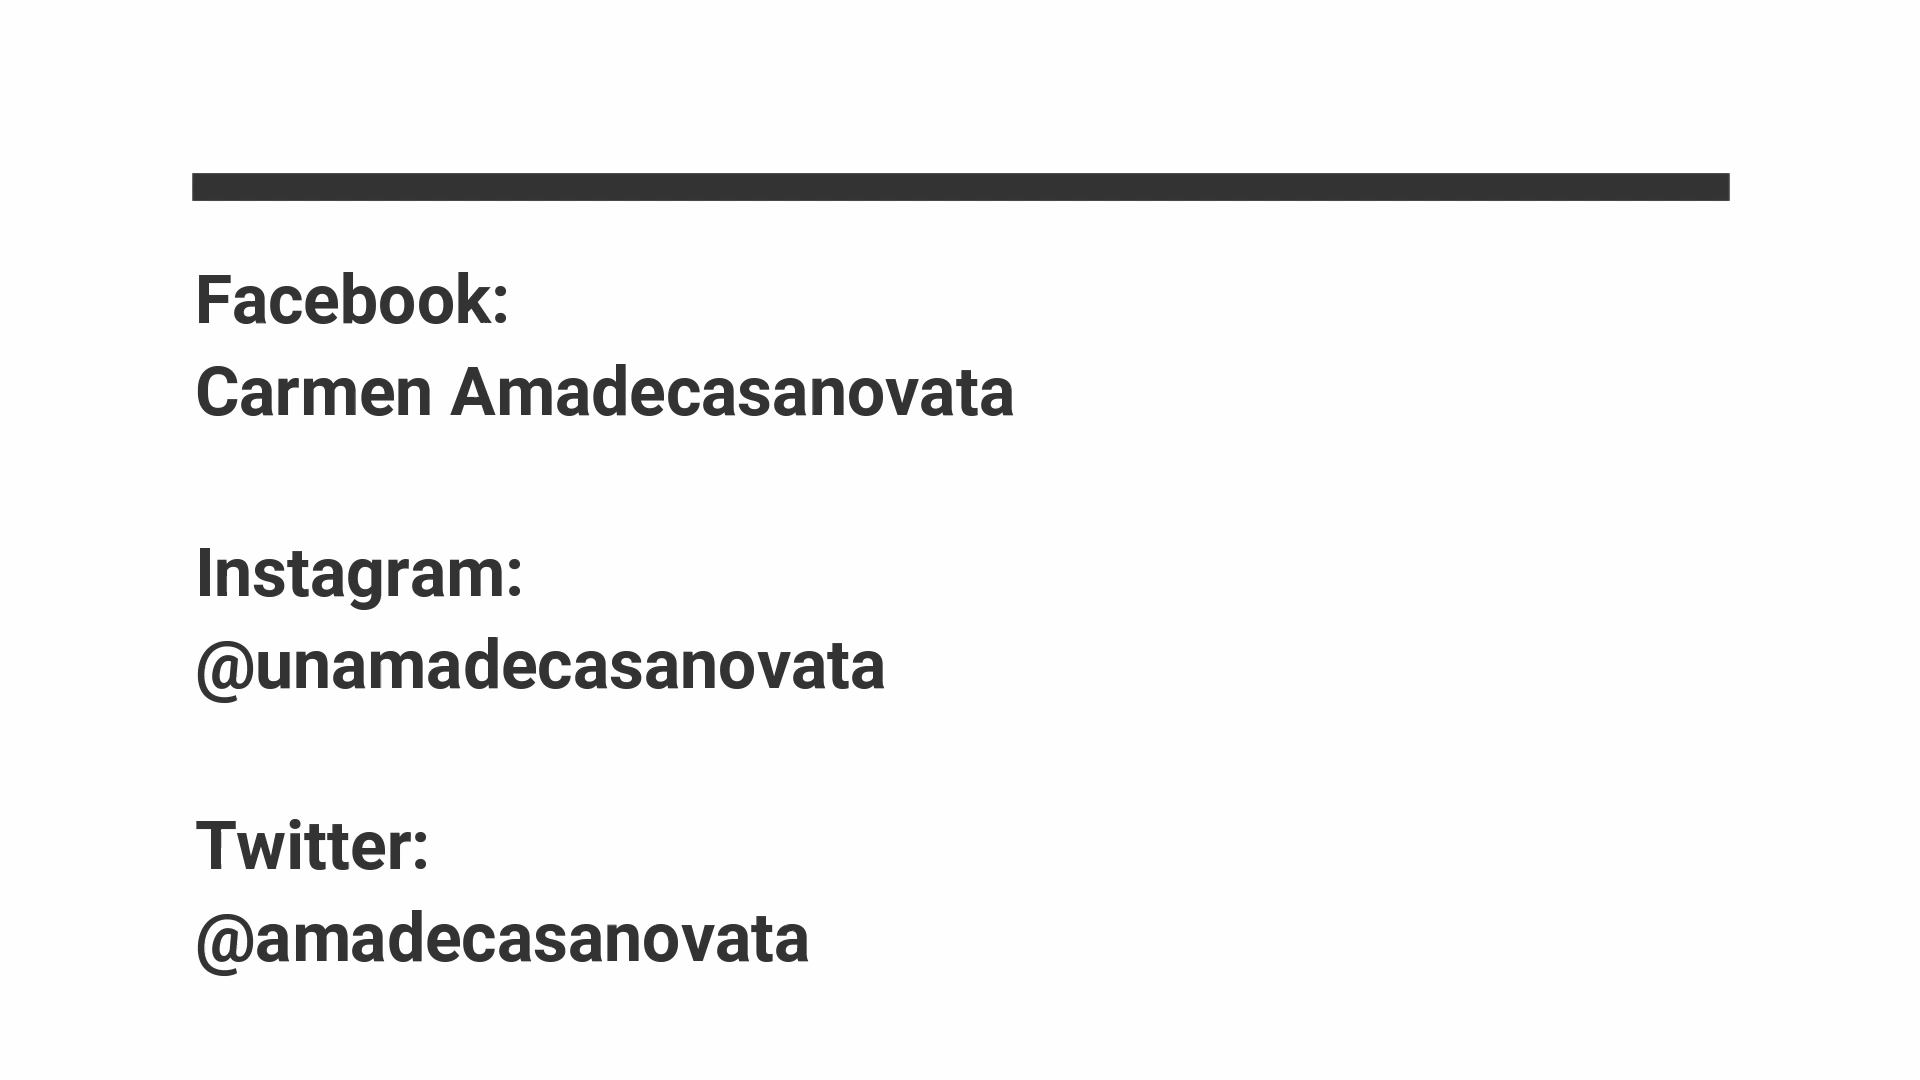 Facebook:
Carmen Amadecasanovata
Instagram:
@unamadecasanovata
Twitter:
@amadecasanovata